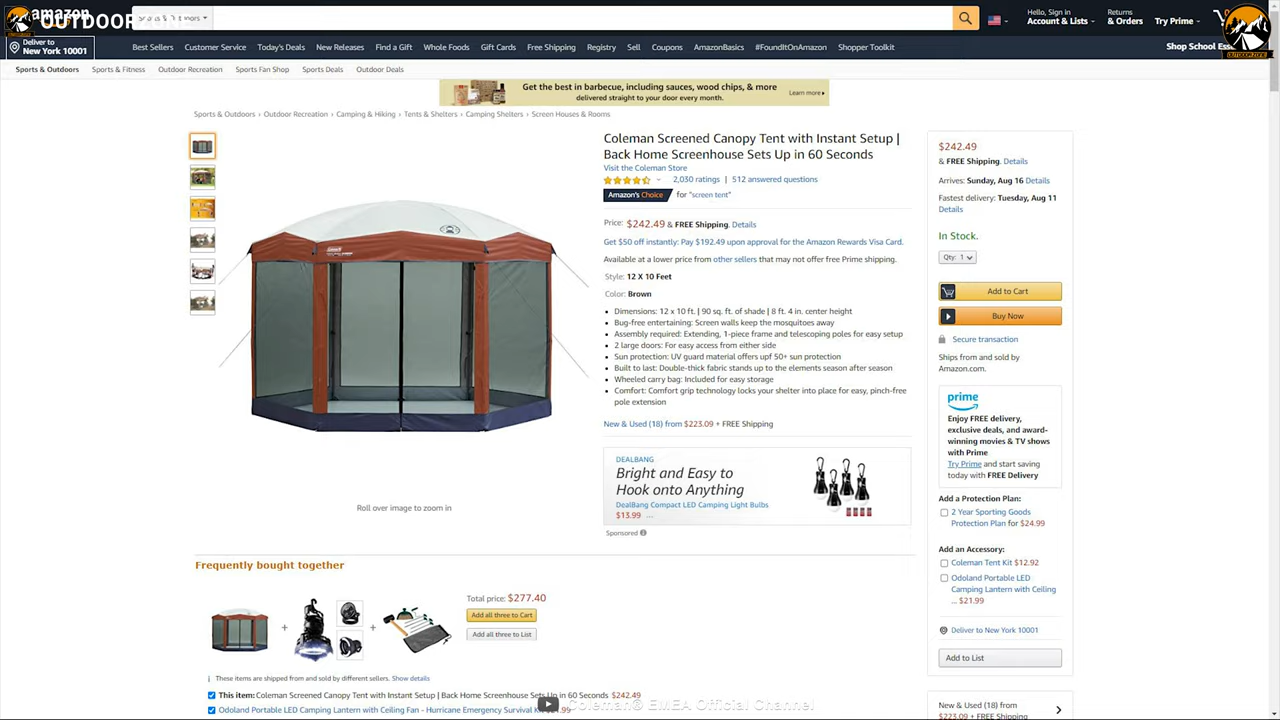 amazon
OUTDOOR
Sports & Outdoors
Hello, Sign in
Account & Lists
Returns
& Orders
Try Prime
Deliver to
New York 10001
Best Sellers
Customer Service
Today's Deals
New Releases
Find a Gift
Whole Foods
Gift Cards
Free Shipping
Registry
Sell
Coupons
AmazonBasics
#FoundItOnAmazon
Shopper Toolkit
Shop School Ess
OUTDOORZONE
Sports & Outdoors
Sports & Fitness
Outdoor Recreation
Sports Fan Shop
Sports Deals
Outdoor Deals
Get the best in barbecue, including sauces, wood chips, & more
delivered straight to your door every month.
Learn more
Sports & Outdoors › Outdoor Recreation › Camping & Hiking › Tents & Shelters › Camping Shelters › Screen Houses & Rooms
Coleman Screened Canopy Tent with Instant Setup |
Back Home Screenhouse Sets Up in 60 Seconds
Visit the Coleman Store
2,030 ratings | 512 answered questions
Amazon's Choice for "screen tent"
Price: $242.49 & FREE Shipping. Details
Get $50 off instantly: Pay $192.49 upon approval for the Amazon Rewards Visa Card.
Available at a lower price from other sellers that may not offer free Prime shipping.
Style: 12 X 10 Feet
Color: Brown
Dimensions: 12 x 10 ft. | 90 sq. ft. of shade | 8 ft. 4 in. center height
Bug-free entertaining: Screen walls keep the mosquitoes away
Assembly required: Extending, 1-piece frame and telescoping poles for easy setup
2 large doors: For easy access from either side
Sun protection: UV guard material offers upf 50+ sun protection
Built to last: Double-thick fabric stands up to the elements season after season
Wheeled carry bag: Included for easy storage
Comfort: Comfort grip technology locks your shelter into place for easy, pinch-free
pole extension
New & Used (18) from $223.09 + FREE Shipping
DEALBANG
Bright and Easy to
Hook onto Anything
DealBang Compact LED Camping Light Bulbs
$13.99 ...
Sponsored
Coleman
Roll over image to zoom in
$242.49
& FREE Shipping. Details
Arrives: Sunday, Aug 16 Details
Fastest delivery: Tuesday, Aug 11
Details
In Stock.
Qty: 1
Add to Cart
Buy Now
Secure transaction
Ships from and sold by
Amazon.com.
prime
Enjoy FREE delivery,
exclusive deals, and award-
winning movies & TV shows
with Prime
Try Prime and start saving
today with FREE Delivery
Add a Protection Plan:
2 Year Sporting Goods
Protection Plan for $24.99
Add an Accessory:
Coleman Tent Kit $12.92
Odoland Portable LED
Camping Lantern with Ceiling
... $21.99
Deliver to New York 10001
Add to List
New & Used (18) from
$223.09 + FREE Shipping
Frequently bought together
+
+
Total price: $277.40
Add all three to Cart
Add all three to List
These items are shipped from and sold by different sellers. Show details
This item: Coleman Screened Canopy Tent with Instant Setup | Back Home Screenhouse Sets Up in 60 Seconds $242.49
Odoland Portable LED Camping Lantern with Ceiling Fan - Hurricane Emergency Survival
Coleman® EMEA Official Channel